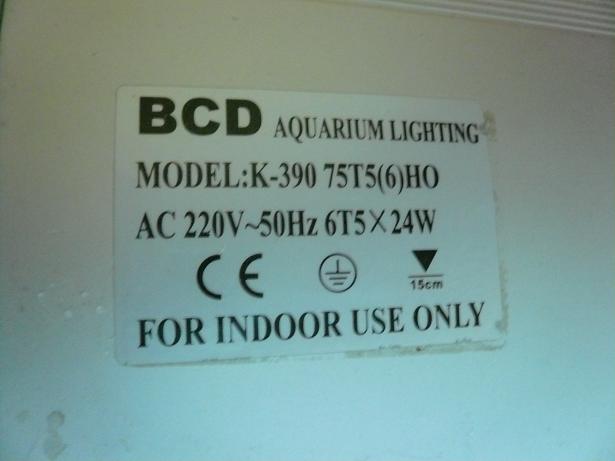 BCD AQUARIUM LIGHTING
MODEL:K-390 75T5(6)HO
AC 220V~50Hz 6T5×24W
CE 15cm
FOR INDOOR USE ONLY